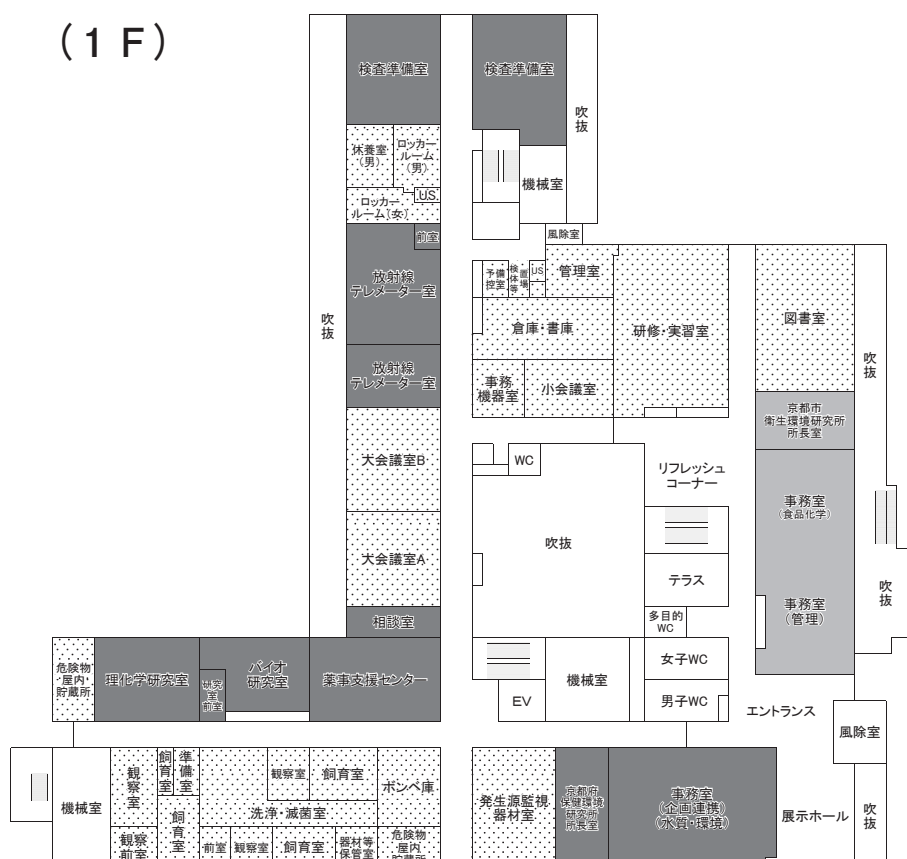 （１Ｆ）
検査準備室
検査準備室
吹抜
休養室
（男）
ロッカー
ルーム
（男）
US
ロッカー
ルーム（女）
機械室
前室
風除室
放射線
テレメーター室
予備
控室
検体等
置場
US
管理室
吹抜
倉庫・書庫
研修・実習室
図書室
吹抜
放射線
テレメーター室
事務
機器室
小会議室
京都市
衛生環境研究所
所長室
大会議室B
WC
リフレッシュ
コーナー
事務室
（食品化学）
吹抜
大会議室A
テラス
吹抜
事務室
（管理）
相談室
多目的
WC
危険物
屋内
貯蔵所
理化学研究室
研究室
前室
バイオ
研究室
薬事支援センター
EV
機械室
女子WC
男子WC
エントランス
風除室
機械室
観察室
飼育室
準備室
観察室
飼育室
ボンベ庫
洗浄・滅菌室
飼育室
観察
前室
前室
観察室
飼育室
器材等
保管室
危険物
屋内
貯蔵所
発生源監視
器材室
京都府
保健環境
研究所
所長室
事務室
（企画連携）
（水質・環境）
展示ホール
吹抜